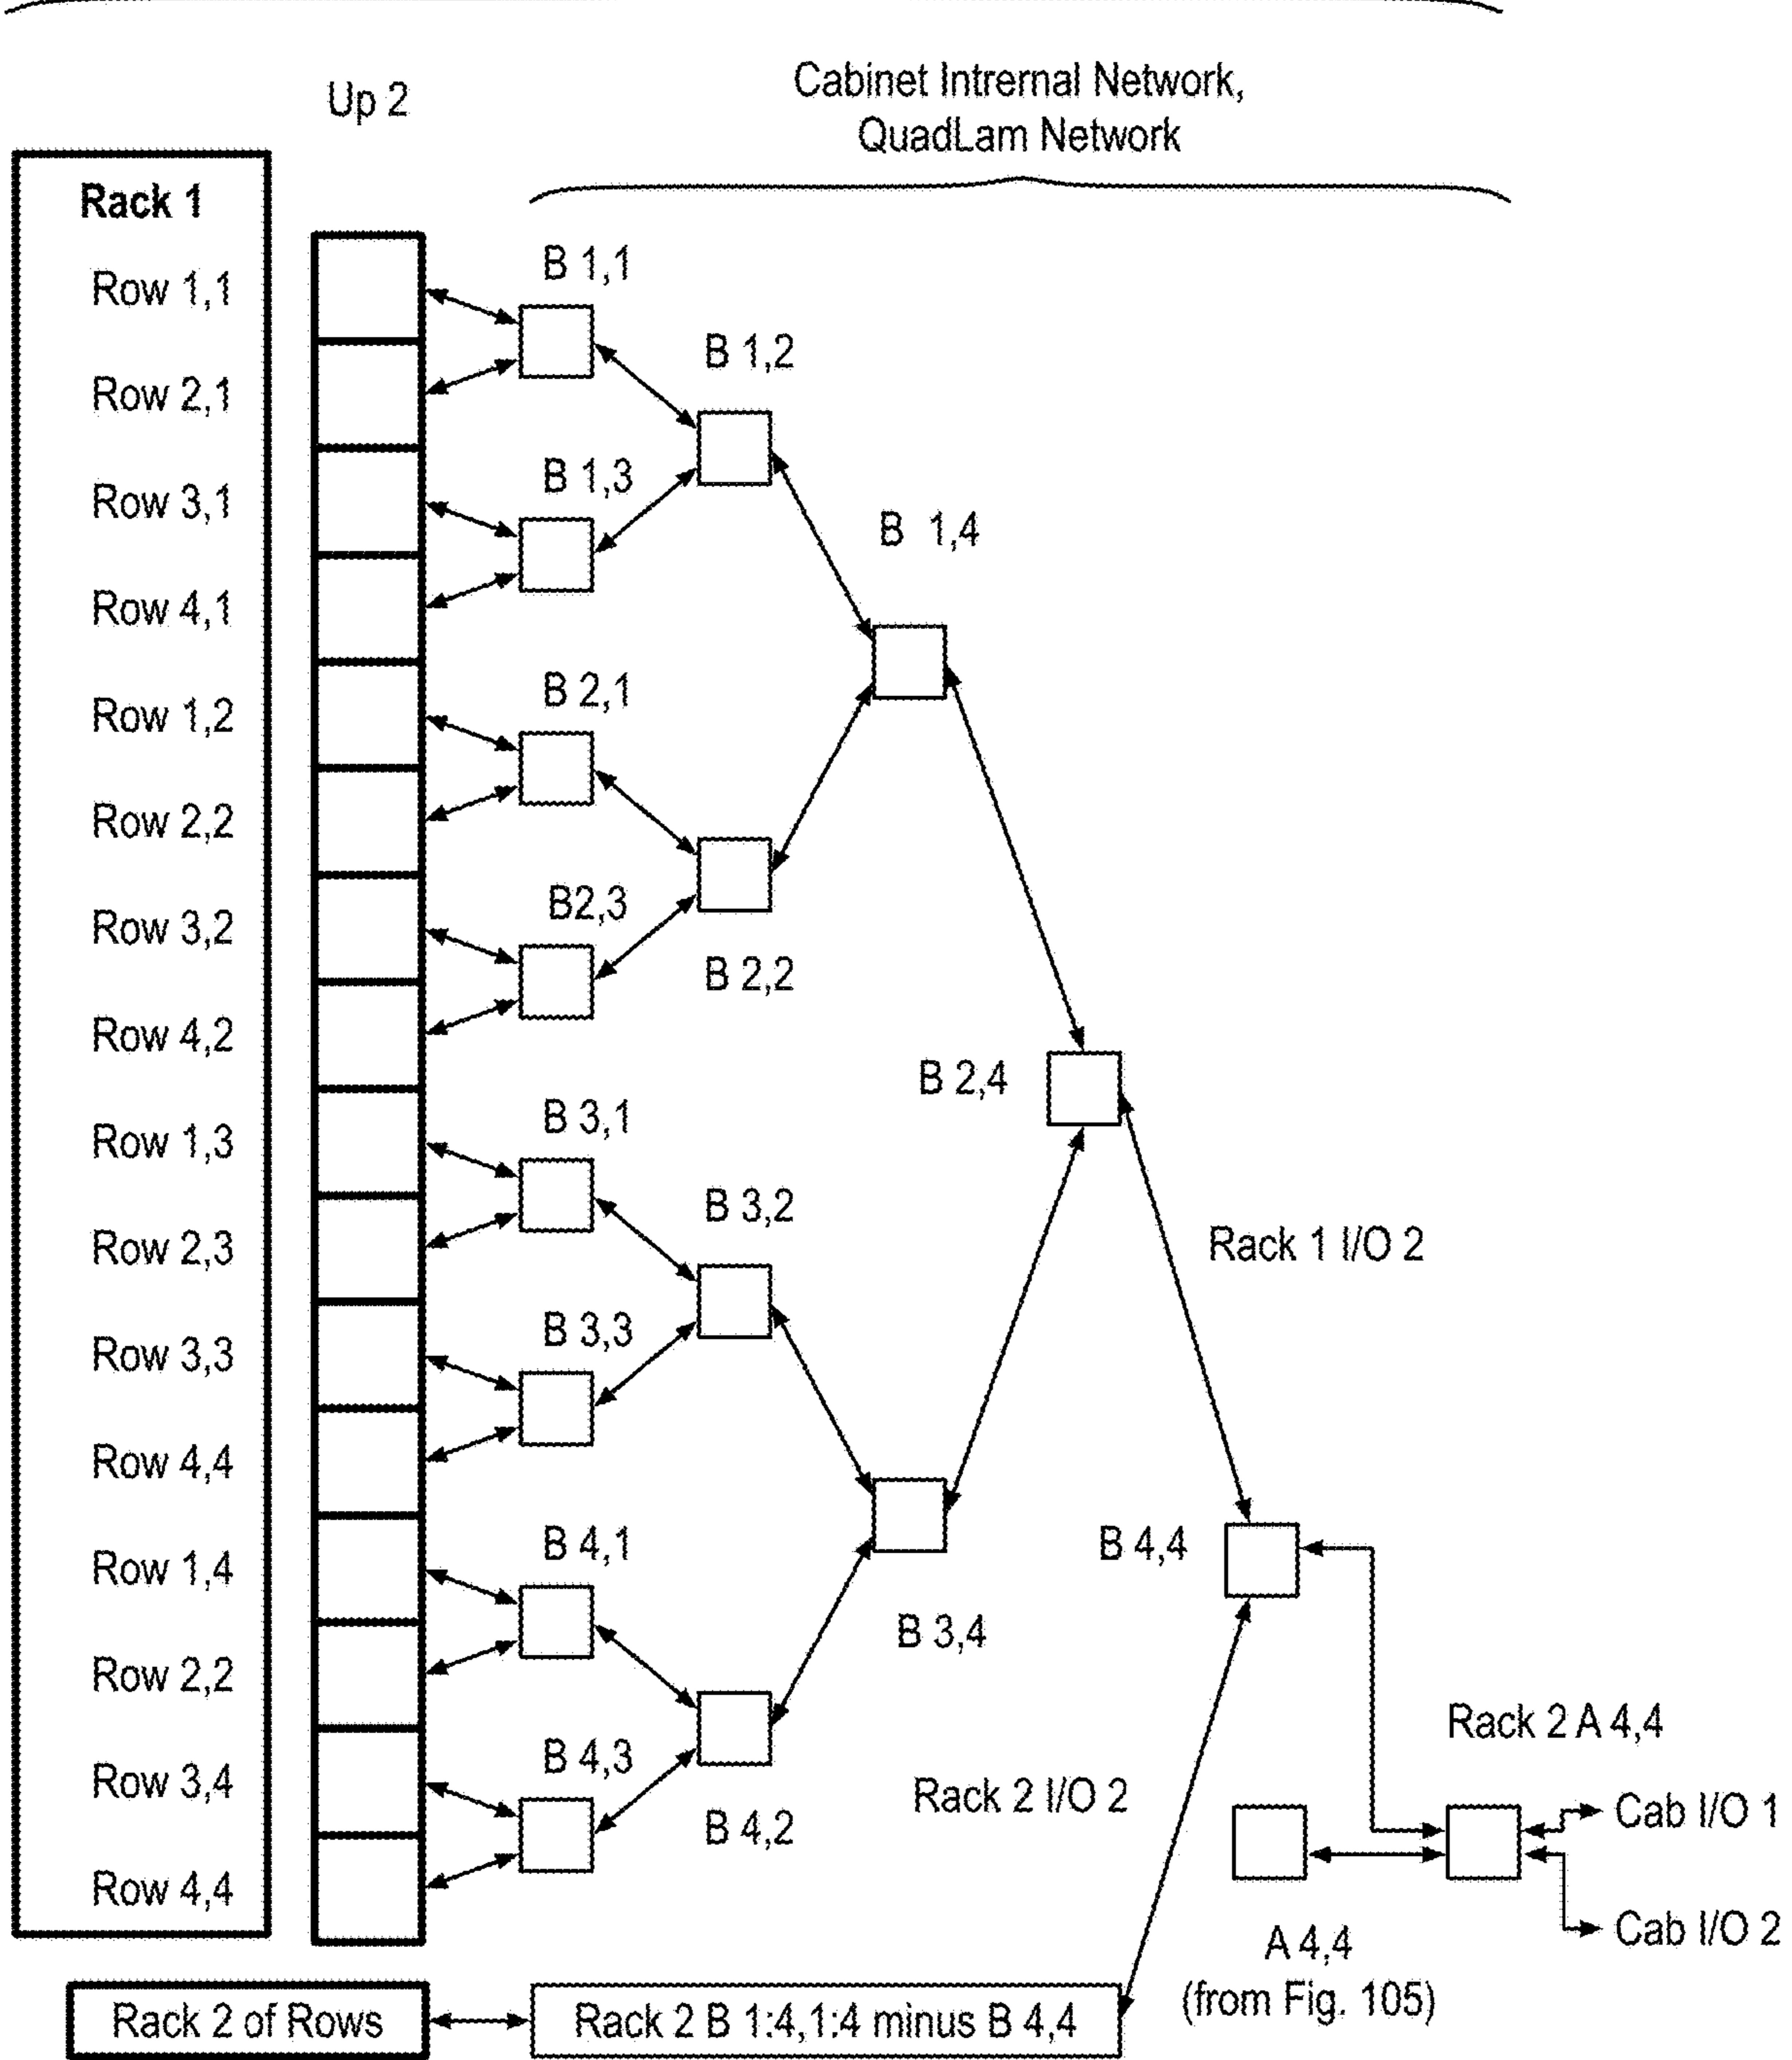 Up 2
Cabinet Intrernal Network,
QuadLam Network
Rack 1
Row 1,1
Row 2,1
Row 3,1
Row 4,1
Row 1,2
Row 2,2
Row 3,2
Row 4,2
Row 1,3
Row 2,3
Row 3,3
Row 4,4
Row 1,4
Row 2,2
Row 3,4
Row 4,4
B 1,1
B 1,2
B 1,3
B 1,4
B 2,1
B2,3
B 2,2
B 2,4
B 3,1
B 3,2
B 3,3
Rack 1 I/O 2
B 4,1
B 4,4
B 3,4
B 4,3
B 4,2
Rack 2 I/O 2
Rack 2 A 4,4
Cab I/O 1
Cab I/O 2
A 4,4
(from Fig. 105)
Rack 2 of Rows
Rack 2 B 1:4,1:4 minus B 4,4